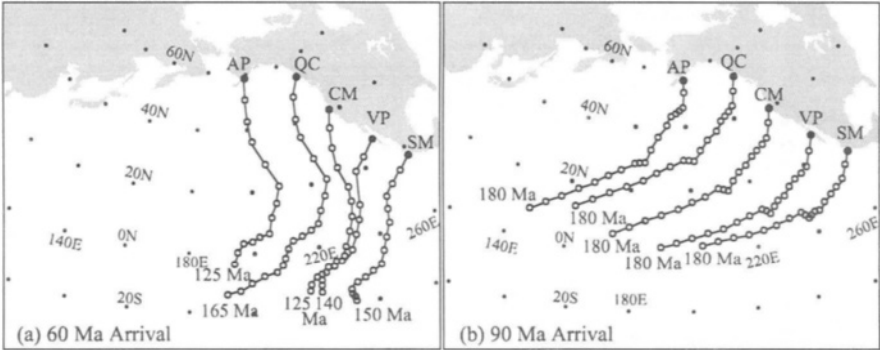 60N
AP
QC
CM
VP
SM
40N
20N
0N
20S
140E
180E
220E
260E
125 Ma
165 Ma
125 140
Ma
150 Ma
(a) 60 Ma Arrival
60N
AP
QC
CM
VP
SM
40N
20N
0N
20S
140E
180E
220E
260E
180 Ma
180 Ma
180 Ma
180 Ma
180 Ma
(b) 90 Ma Arrival